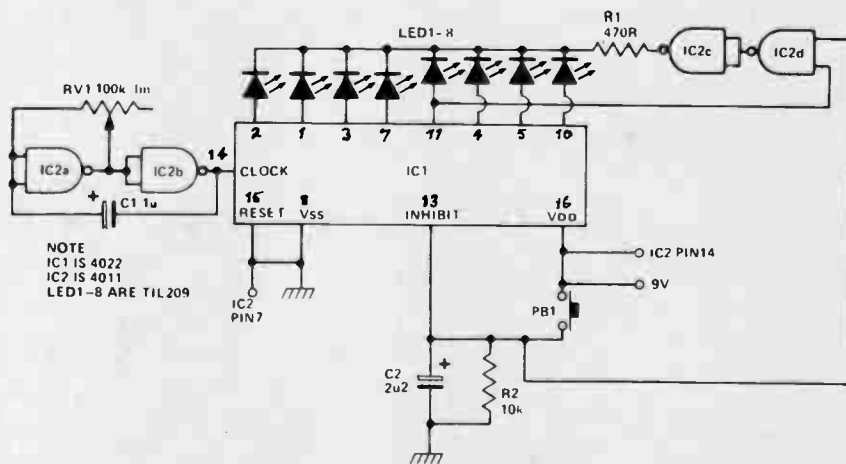 LED1-8
R1
470R
IC2c
IC2d
RV1 100k lin
2 1 3 7 11 4 5 10
IC2a
IC2b
14
CLOCK
IC1
C1 1u
+
15
RESET
8
VSS
13
INHIBIT
16
VDD
NOTE
IC1 IS 4022
IC2 IS 4011
LED1-8 ARE TIL209
IC2
PIN7
IC2 PIN14
9V
PB1
C2
2u2
+
R2
10k